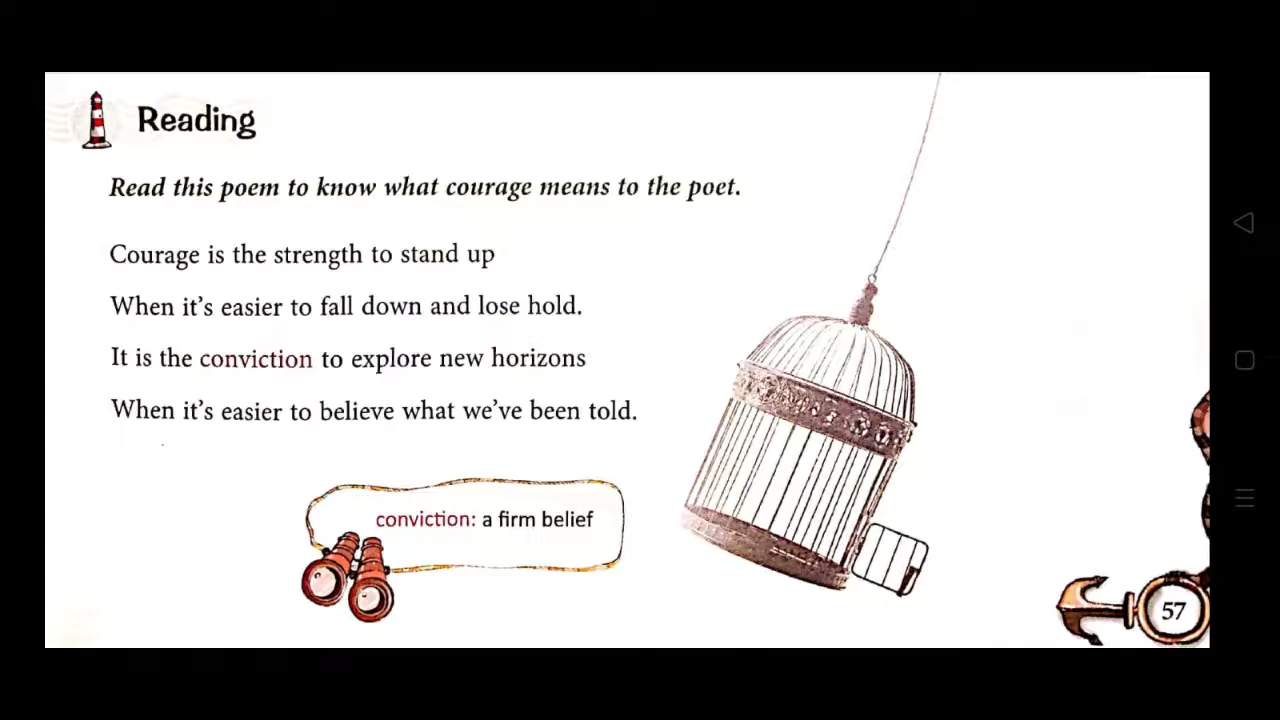 Reading
Read this poem to know what courage means to the poet.
Courage is the strength to stand up
When it's easier to fall down and lose hold.
It is the conviction to explore new horizons
When it's easier to believe what we've been told.
conviction: a firm belief
57